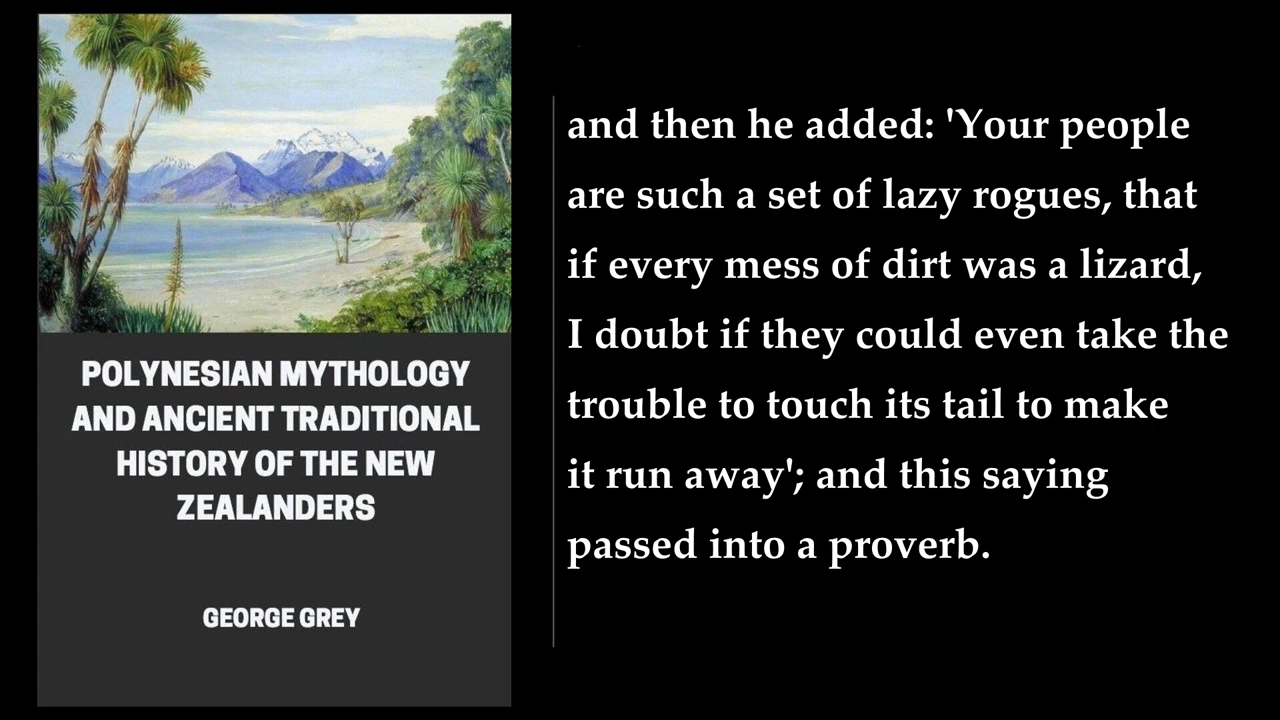 POLYNESIAN MYTHOLOGY
AND ANCIENT TRADITIONAL
HISTORY OF THE NEW
ZEALANDERS
GEORGE GREY
and then he added: 'Your people
are such a set of lazy rogues, that
if every mess of dirt was a lizard,
I doubt if they could even take the
trouble to touch its tail to make
it run away'; and this saying
passed into a proverb.